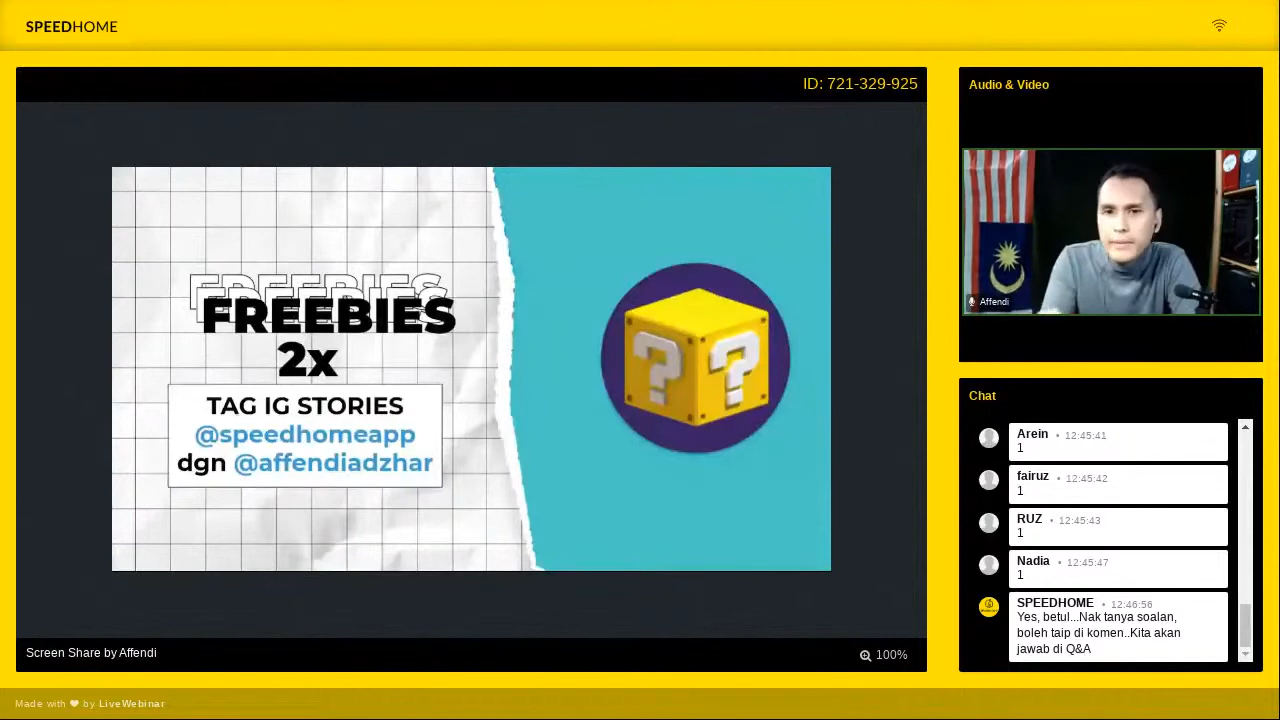 SPEEDHOME
ID: 721-329-925
FREEBIES
FREEBIES
FREEBIES
2x
TAG IG STORIES
@speedhomeapp
dgn @affendiadzhar
? ?
Screen Share by Affendi
100%
Audio & Video
Affendi
Chat
Arein • 12:45:41
1
fairuz • 12:45:42
1
RUZ • 12:45:43
1
Nadia • 12:45:47
1
SPEEDHOME • 12:46:56
Yes, betul...Nak tanya soalan,
boleh taip di komen..Kita akan
jawab di Q&A
Made with ❤ by LiveWebinar